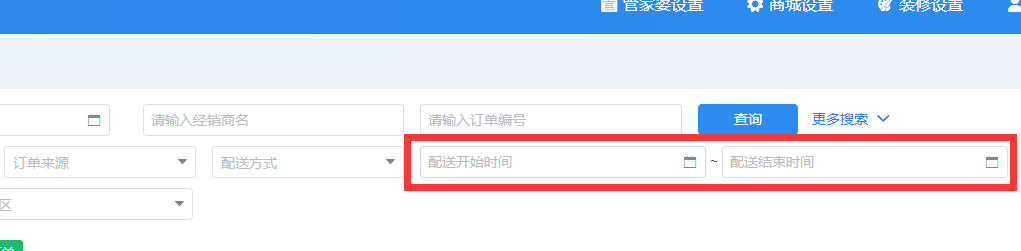 管家婆设置 商城设置 装修设置
请输入经销商名 请输入订单编号 查询 更多搜索
订单来源 配送方式 配送开始时间 ~ 配送结束时间
区